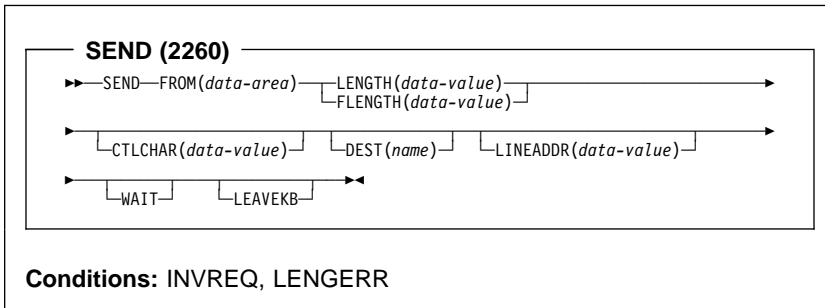 SEND (2260)
SEND FROM(data-area) LENGTH(data-value)
FLENGTH(data-value)
CTLCHAR(data-value) DEST(name) LINEADDR(data-value)
WAIT LEAVEKB
Conditions: INVREQ, LENGERR